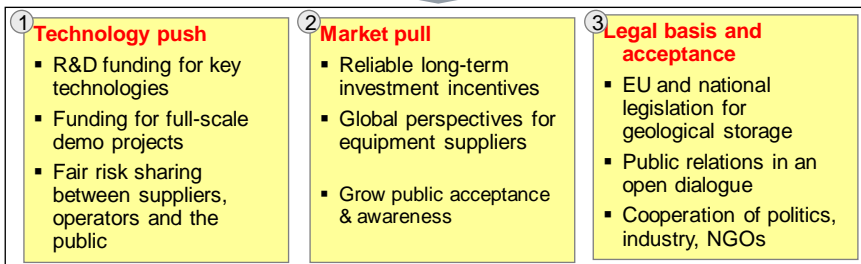 1
Technology push
▪ R&D funding for key
technologies
▪ Funding for full-scale
demo projects
▪ Fair risk sharing
between suppliers,
operators and the
public
2
Market pull
▪ Reliable long-term
investment incentives
▪ Global perspectives for
equipment suppliers
▪ Grow public acceptance
& awareness
3
Legal basis and
acceptance
▪ EU and national
legislation for
geological storage
▪ Public relations in an
open dialogue
▪ Cooperation of politics,
industry, NGOs